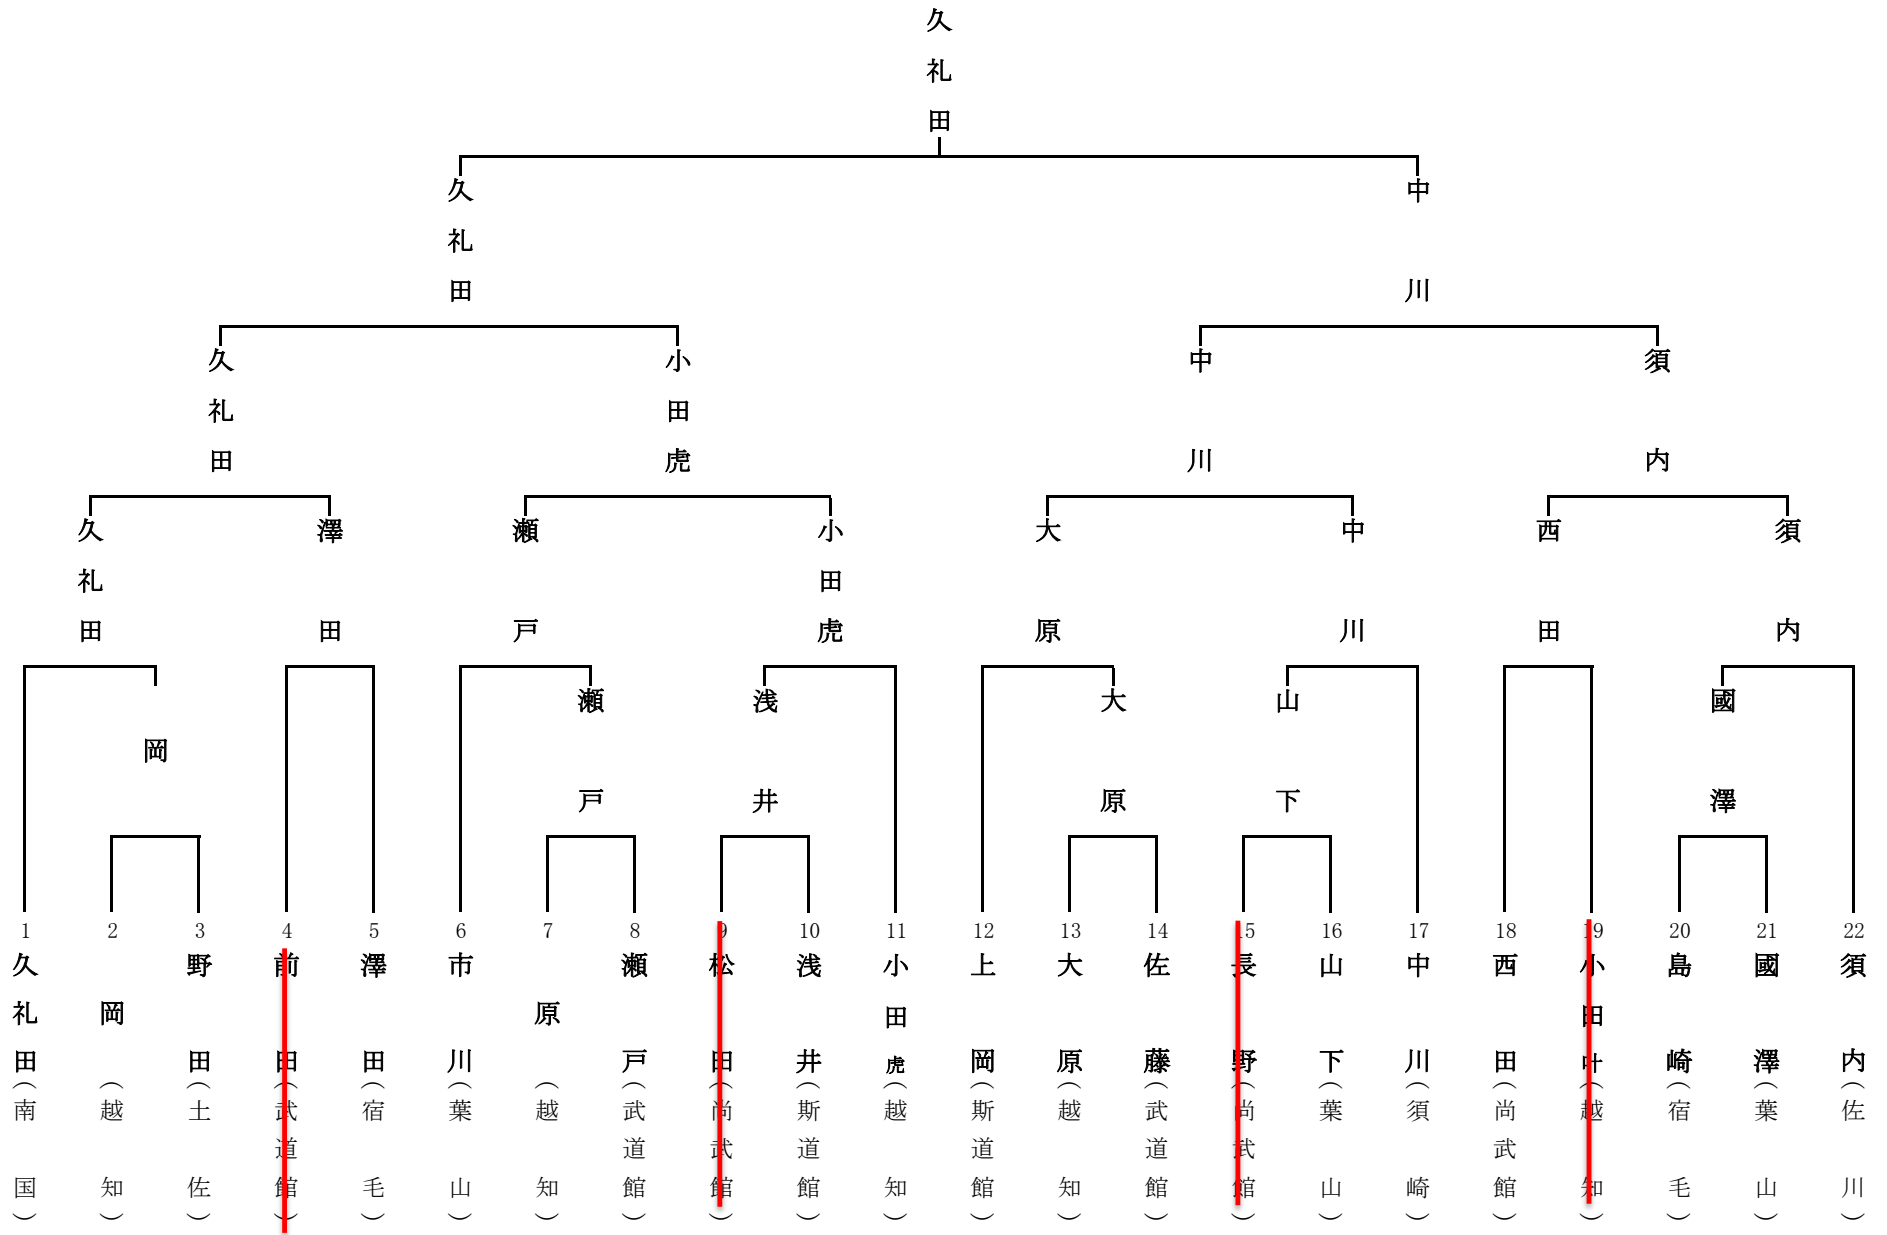 久礼田
久礼田
中川
久礼田
小田虎
中川
須内
久礼田
澤田
瀬戸
小田虎
大原
中川
西田
須内
岡
瀬戸
浅井
大原
山下
國澤
1 久礼田（南国）
2 岡（越知）
3 野田（土佐）
4 前田（武道館）
5 澤田（宿毛）
6 市川（葉山）
7 原（越知）
8 瀬戸（武道館）
9 松田（尚武館）
10 浅井（斯道館）
11 小田虎（越知）
12 上岡（斯道館）
13 大原（越知）
14 佐藤（武道館）
15 長野（尚武館）
16 山下（葉山）
17 中川（須崎）
18 西田（尚武館）
19 小田叶（越知）
20 島崎（宿毛）
21 國澤（葉山）
22 須内（佐川）